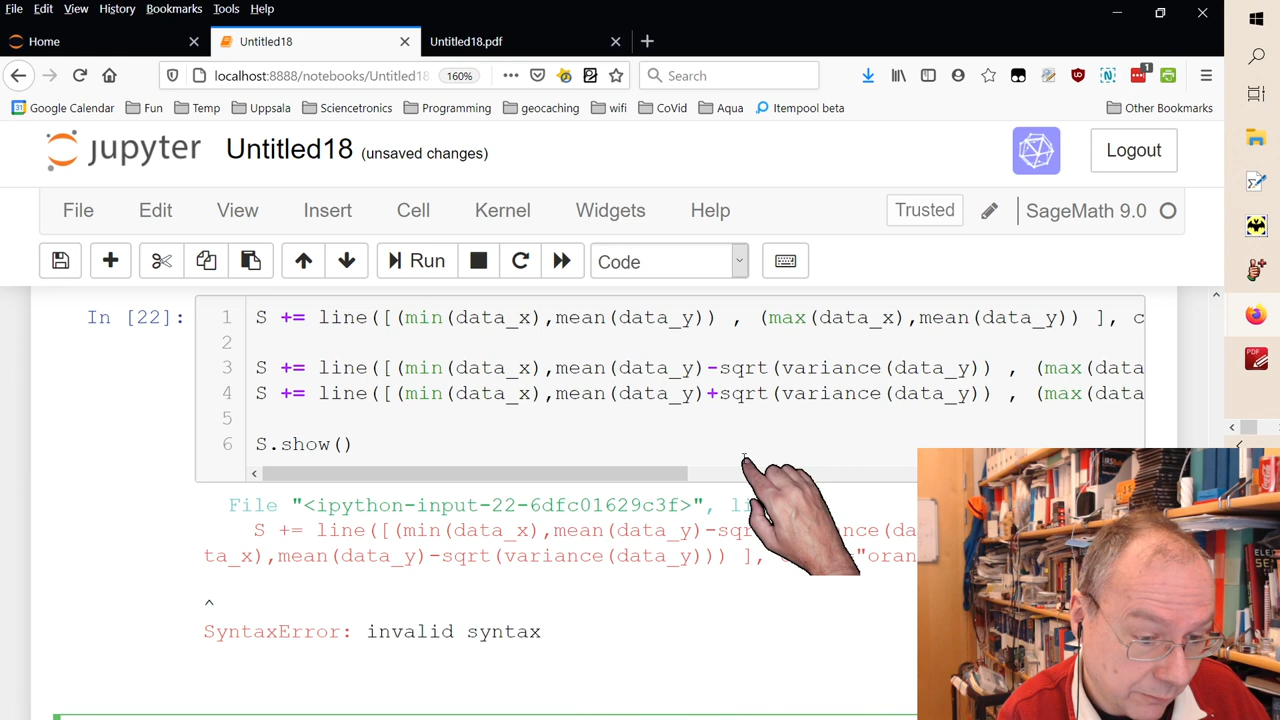 File Edit View History Bookmarks Tools Help
Home Untitled18 Untitled18.pdf
localhost:8888/notebooks/Untitled18. 160% Search
Google Calendar Fun Temp Uppsala Sciencetronics Programming geocaching wifi CoVid Aqua Itempool beta Other Bookmarks
jupyter Untitled18 (unsaved changes) Logout
File Edit View Insert Cell Kernel Widgets Help Trusted SageMath 9.0
Run Code
In [22]:
1 S += line([(min(data_x),mean(data_y)) , (max(data_x),mean(data_y)) ], c
2
3 S += line([(min(data_x),mean(data_y)-sqrt(variance(data_y)) , (max(data
4 S += line([(min(data_x),mean(data_y)+sqrt(variance(data_y)) , (max(data
5
6 S.show()
File "<ipython-input-22-6dfc01629c3f>", li
S += line([(min(data_x),mean(data_y)-sq ance(da
ta_x),mean(data_y)-sqrt(variance(data_y))) ], "oran
^
SyntaxError: invalid syntax